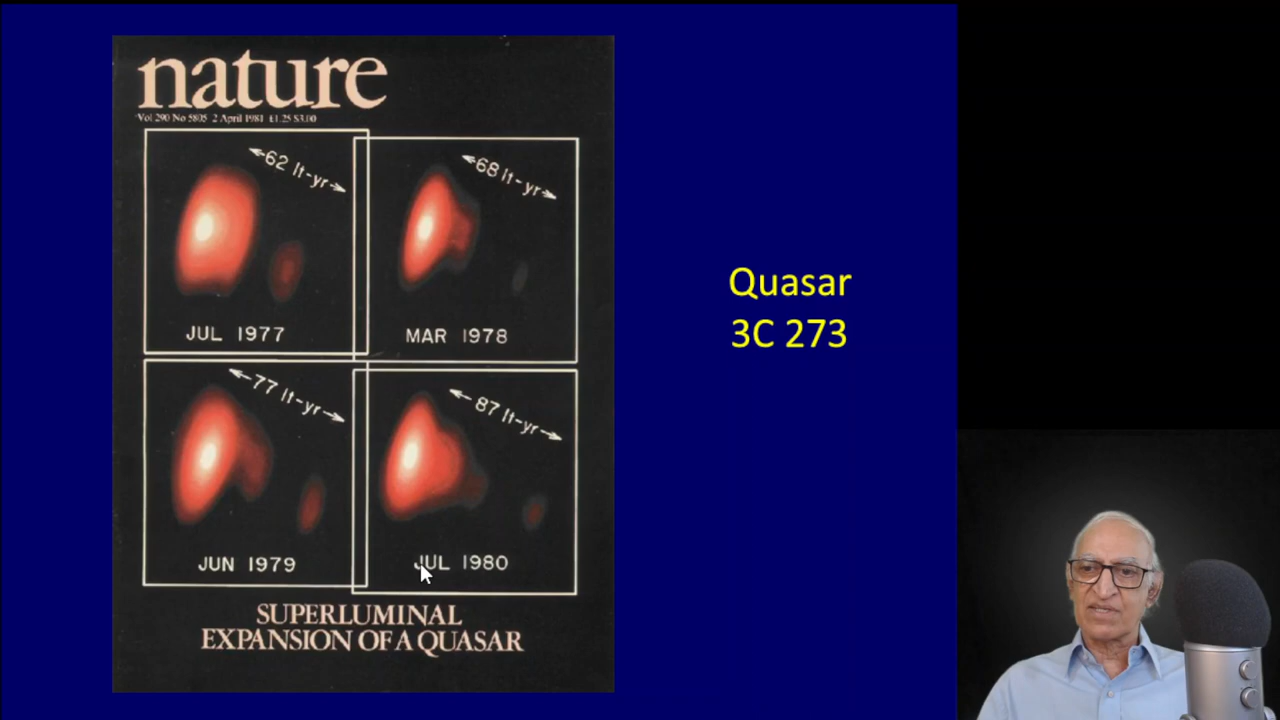 nature
Vol 290 No 5805 2 April 1981 £1.25 $3.00
62 lt-yr
JUL 1977
68 lt-yr
MAR 1978
77 lt-yr
JUN 1979
87 lt-yr
JUL 1980
SUPERLUMINAL
EXPANSION OF A QUASAR
Quasar
3C 273